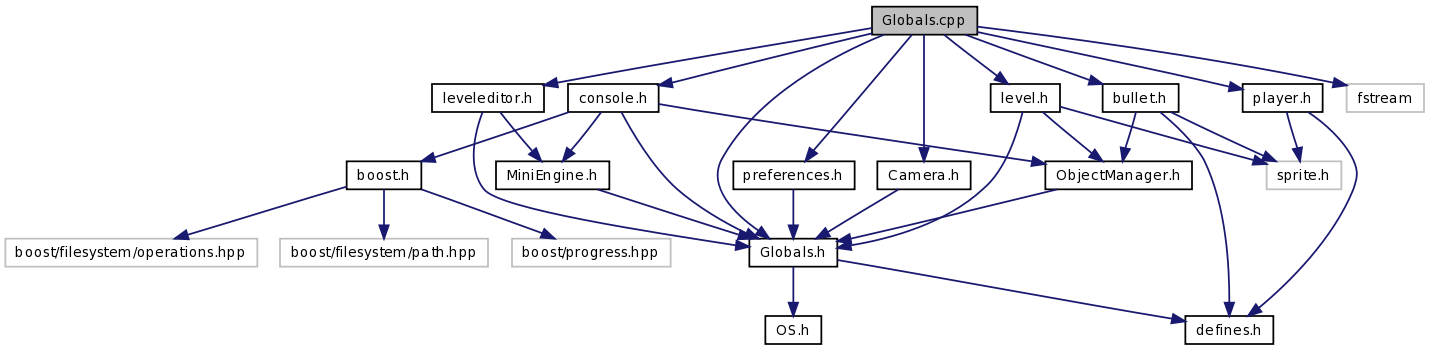 Globals.cpp
leveleditor.h
console.h
level.h
bullet.h
player.h
fstream
boost.h
MiniEngine.h
preferences.h
Camera.h
ObjectManager.h
sprite.h
boost/filesystem/operations.hpp
boost/filesystem/path.hpp
boost/progress.hpp
Globals.h
OS.h
defines.h